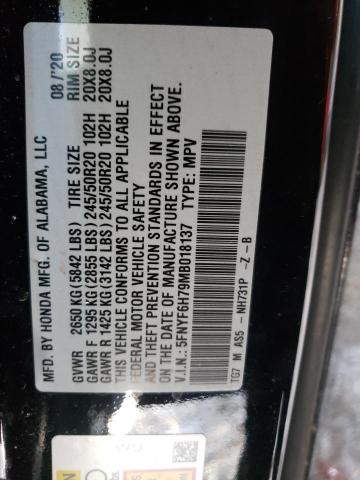 MFD. BY HONDA MFG. OF ALABAMA, LLC 08/'20
GVWR 2650 KG (5842 LBS) TIRE SIZE RIM SIZE
GAWR F 1295 KG (2855 LBS) 245/50R20 102H 20X8.0J
GAWR R 1425 KG (3142 LBS) 245/50R20 102H 20X8.0J
THIS VEHICLE CONFORMS TO ALL APPLICABLE
FEDERAL MOTOR VEHICLE SAFETY
AND THEFT PREVENTION STANDARDS IN EFFECT
ON THE DATE OF MANUFACTURE SHOWN ABOVE.
V.I.N.: 5FNYF6H79MB018137 TYPE: MPV
TG7 M AS5 - NH731P - Z - B